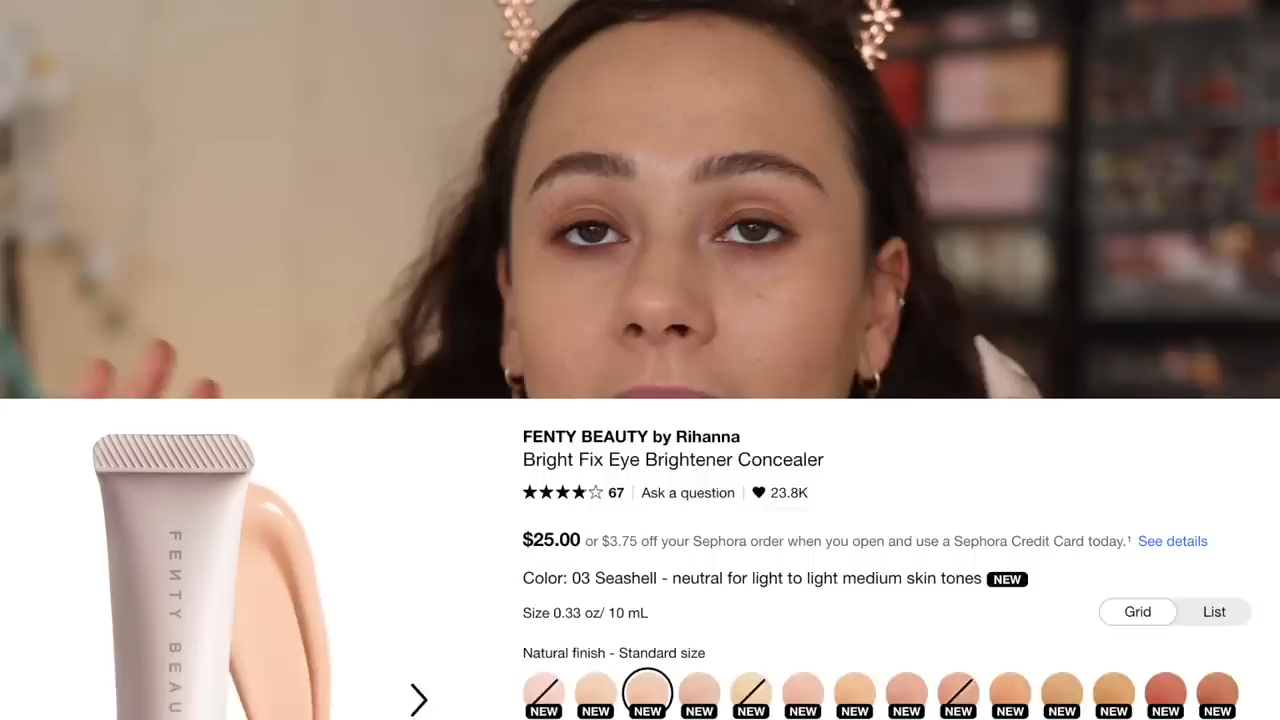 FENTY BEAUTY by Rihanna
Bright Fix Eye Brightener Concealer
67 Ask a question 23.8K
$25.00 or $3.75 off your Sephora order when you open and use a Sephora Credit Card today.¹ See details
Color: 03 Seashell - neutral for light to light medium skin tones NEW
Size 0.33 oz/ 10 mL
Grid List
Natural finish - Standard size
NEW NEW NEW NEW NEW NEW NEW NEW NEW NEW NEW NEW NEW NEW
FENTY BEAU